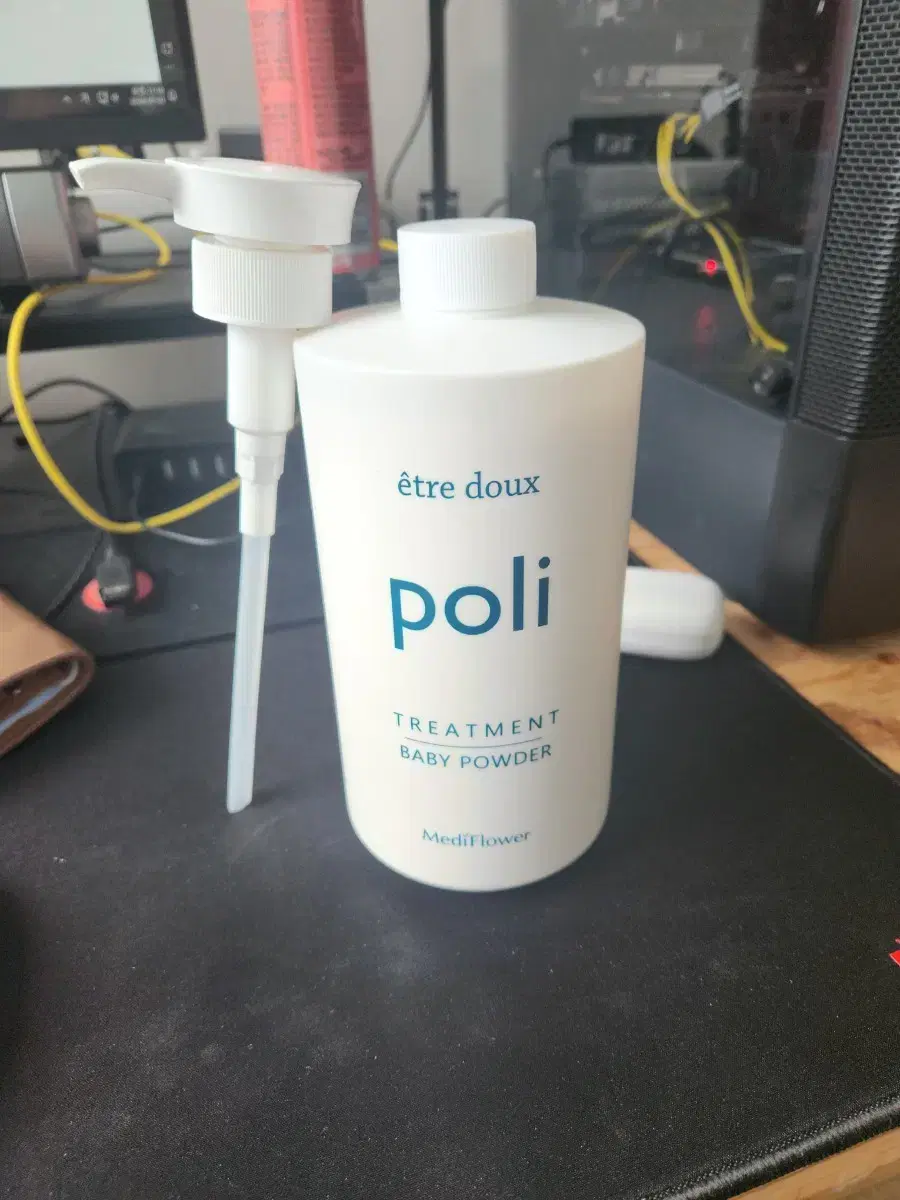 être doux
poli
TREATMENT
BABY POWDER
MediFlower